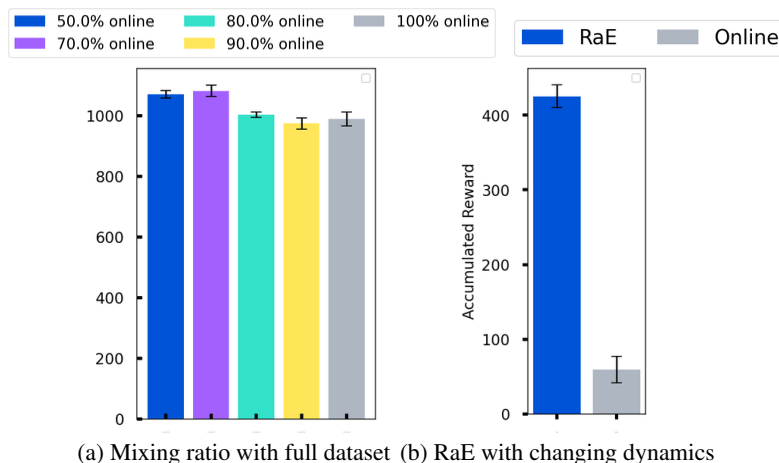 50.0% online 80.0% online 100% online
70.0% online 90.0% online
RaE Online
1000
800
600
400
200
0
Accumulated Reward
400
300
200
100
0
(a) Mixing ratio with full dataset (b) RaE with changing dynamics